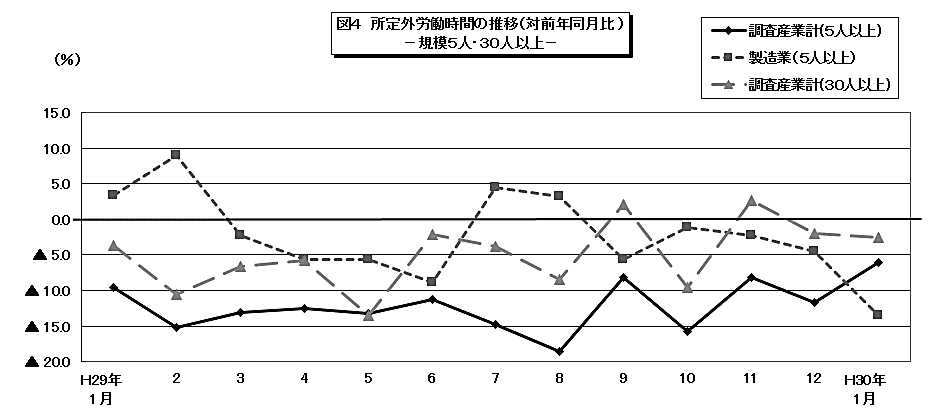 図4 所定外労働時間の推移(対前年同月比)
－規模5人・30人以上－
調査産業計(5人以上)
製造業(5人以上)
調査産業計(30人以上)
(%)
15.0
10.0
5.0
0.0
▲ 5.0
▲ 10.0
▲ 15.0
▲ 20.0
H29年 2 3 4 5 6 7 8 9 10 11 12 H30年
1月 1月